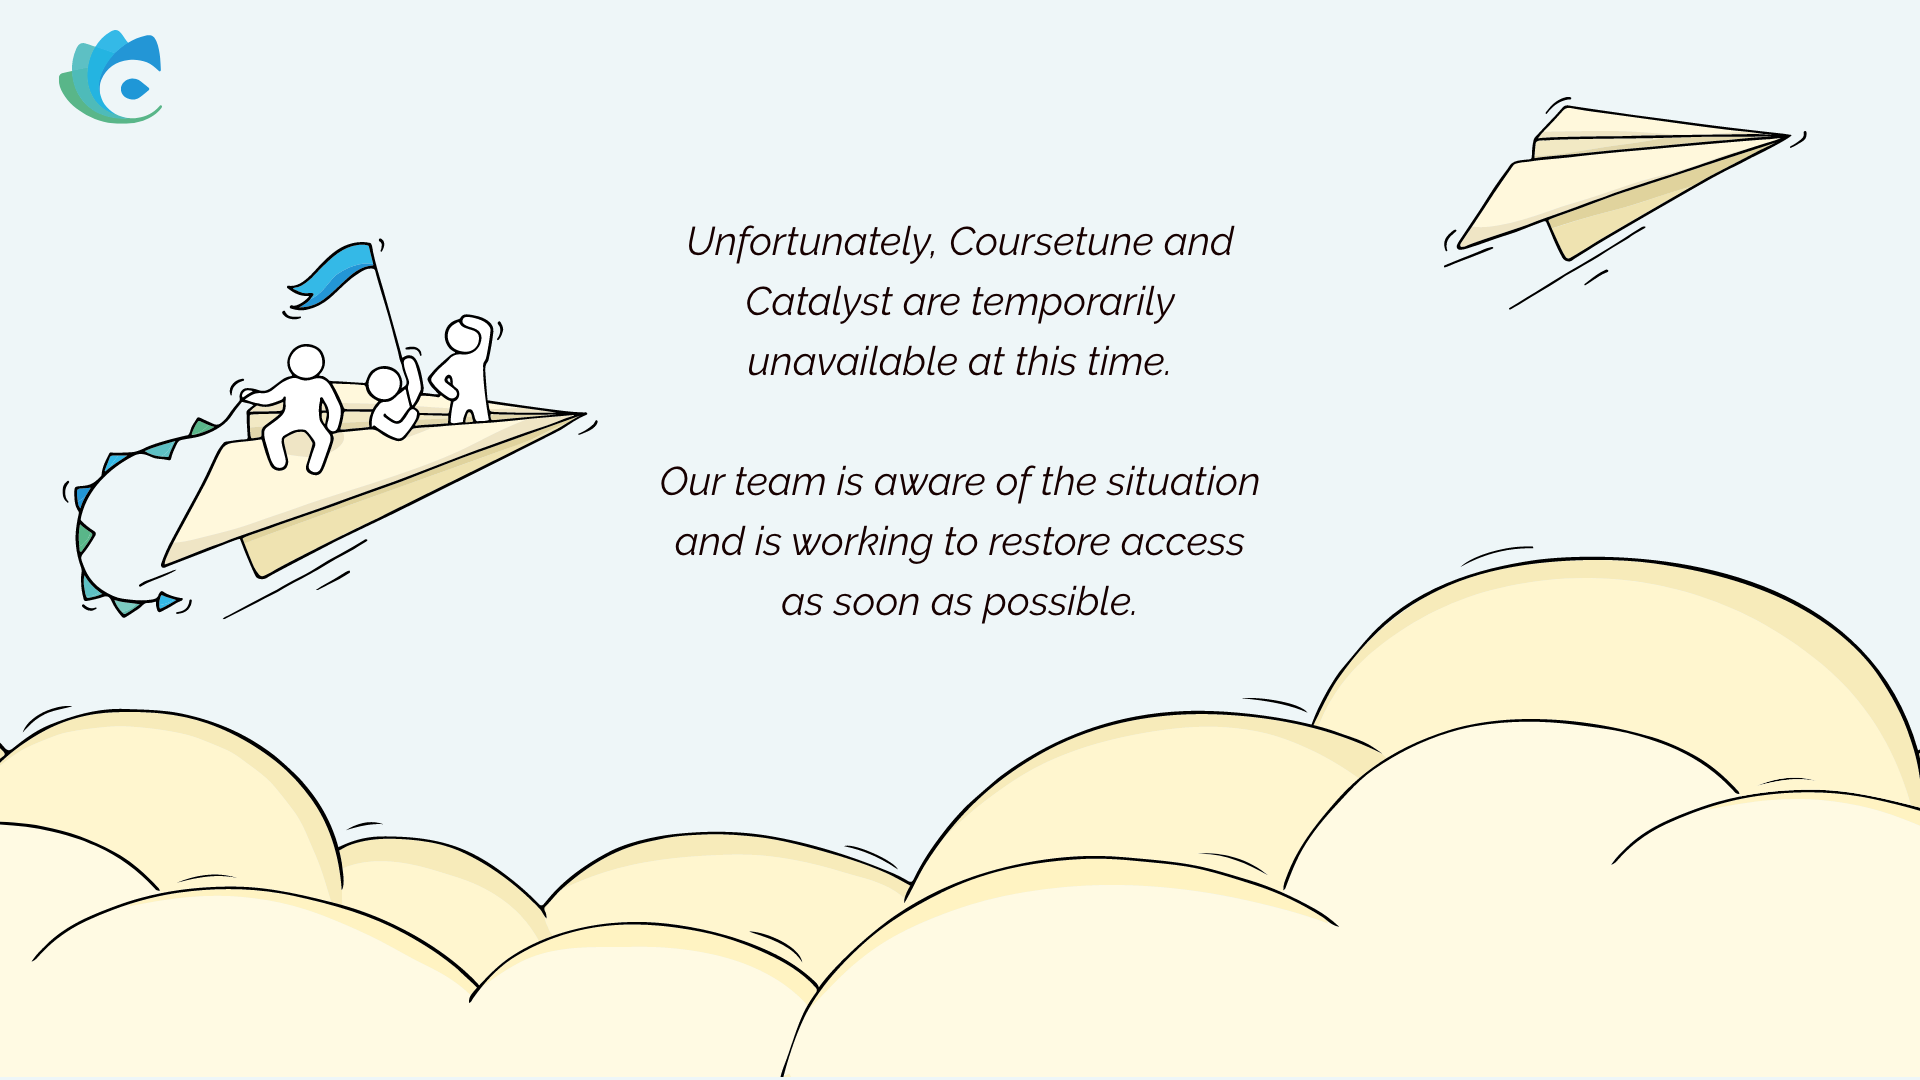 Unfortunately, Coursetune and
Catalyst are temporarily
unavailable at this time.
Our team is aware of the situation
and is working to restore access
as soon as possible.